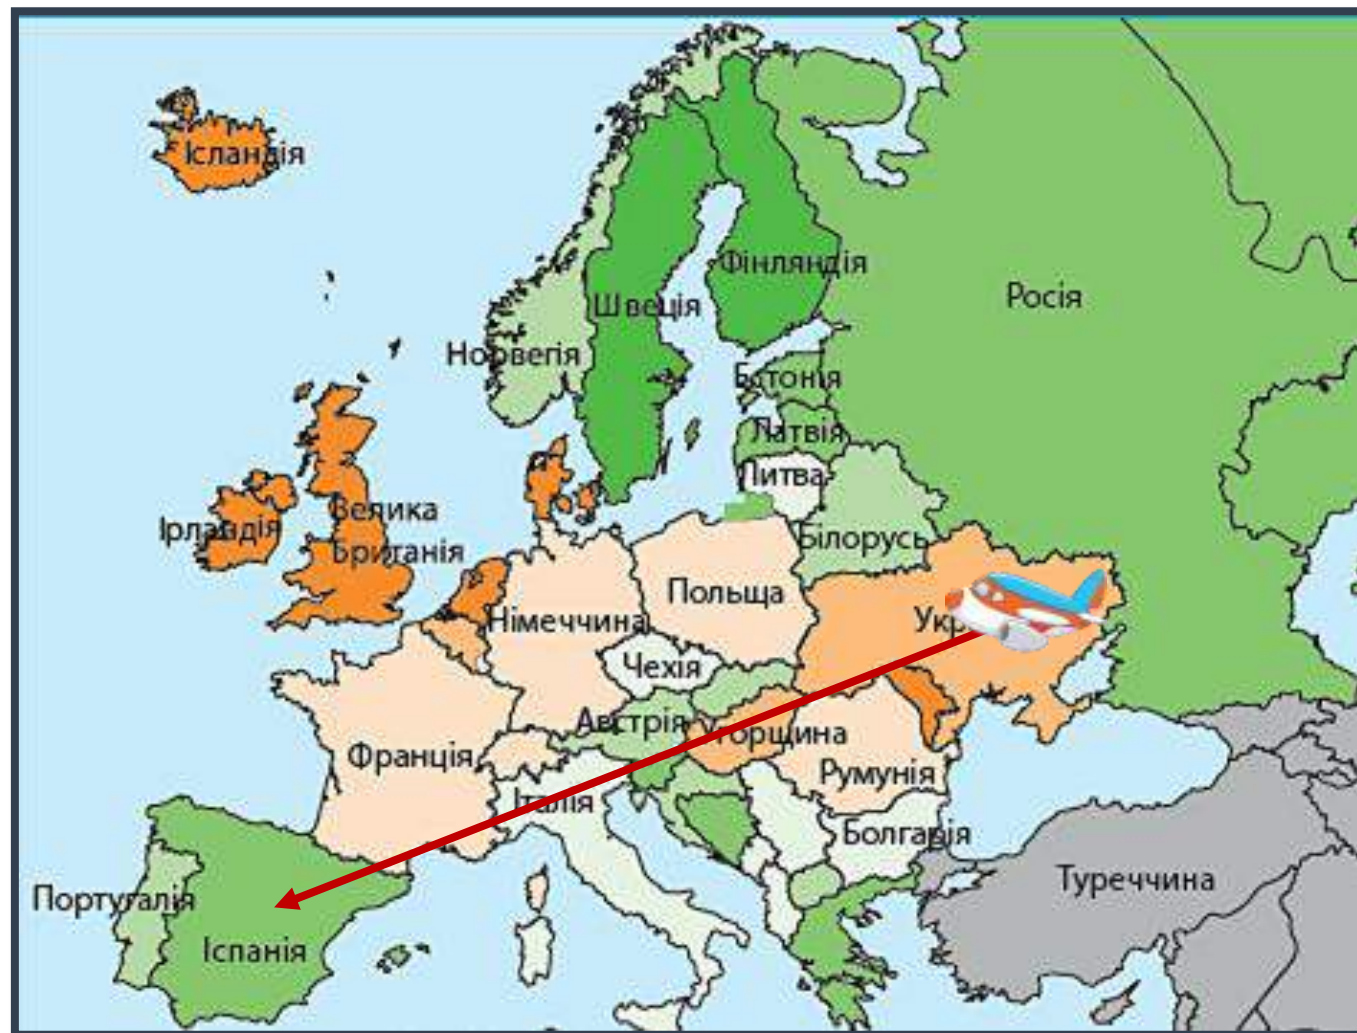 Ісландія
Фінляндія
Росія
Швеція
Норвегія
Естонія
Латвія
Литва
Велика
Британія
Ірландія
Білорусь
Польща
Німеччина
Укр
Чехія
Австрія
Угорщина
Франція
Румунія
Італія
Болгарія
Туреччина
Португалія
Іспанія